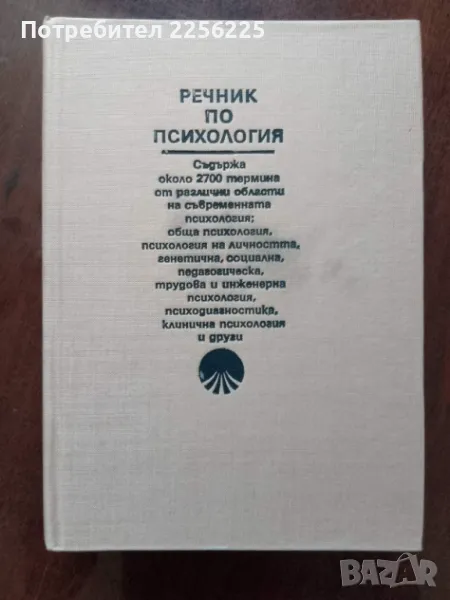 Потребител 2256225
РЕЧНИК
ПО
ПСИХОЛОГИЯ
Съдържа
около 2700 термина
от различни области
на съвременната
психология;
обща психология,
психология на личността,
генетична, социална,
педагогическа,
трудова и инженерна
психология,
психодиагностика,
клинична психология
и други
BAZAR